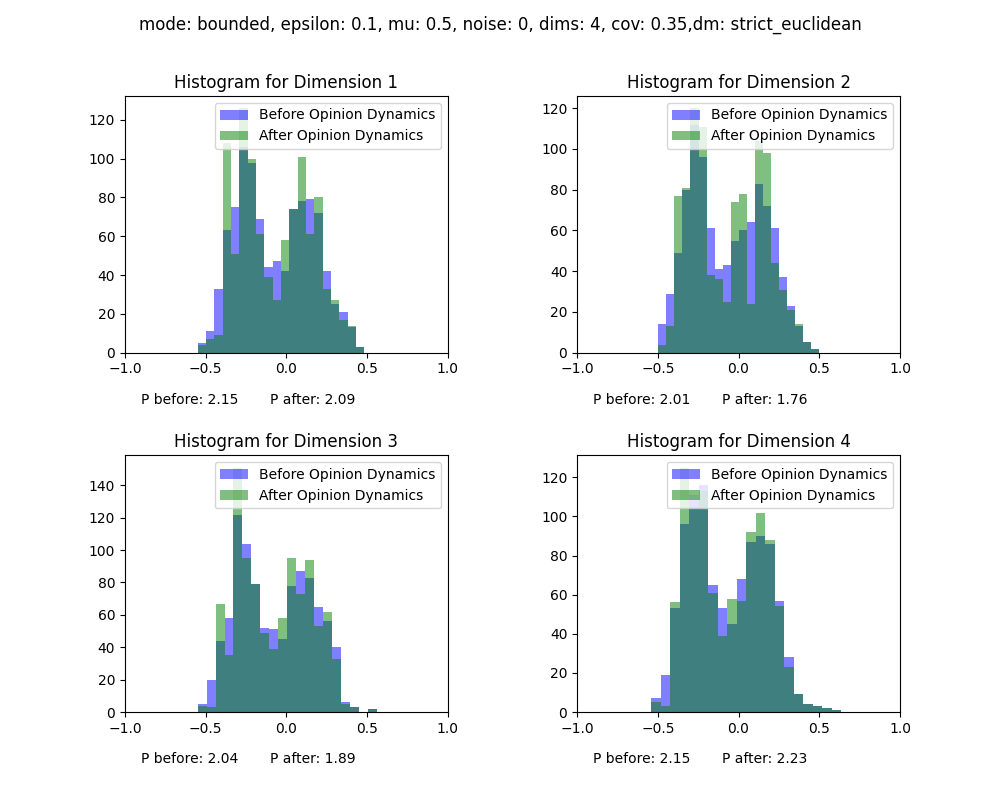 mode: bounded, epsilon: 0.1, mu: 0.5, noise: 0, dims: 4, cov: 0.35,dm: strict_euclidean
Histogram for Dimension 1
Before Opinion Dynamics
After Opinion Dynamics
120
100
80
60
40
20
0
−1.0 −0.5 0.0 0.5 1.0
P before: 2.15 P after: 2.09
Histogram for Dimension 2
Before Opinion Dynamics
After Opinion Dynamics
120
100
80
60
40
20
0
−1.0 −0.5 0.0 0.5 1.0
P before: 2.01 P after: 1.76
Histogram for Dimension 3
Before Opinion Dynamics
After Opinion Dynamics
140
120
100
80
60
40
20
0
−1.0 −0.5 0.0 0.5 1.0
P before: 2.04 P after: 1.89
Histogram for Dimension 4
Before Opinion Dynamics
After Opinion Dynamics
120
100
80
60
40
20
0
−1.0 −0.5 0.0 0.5 1.0
P before: 2.15 P after: 2.23